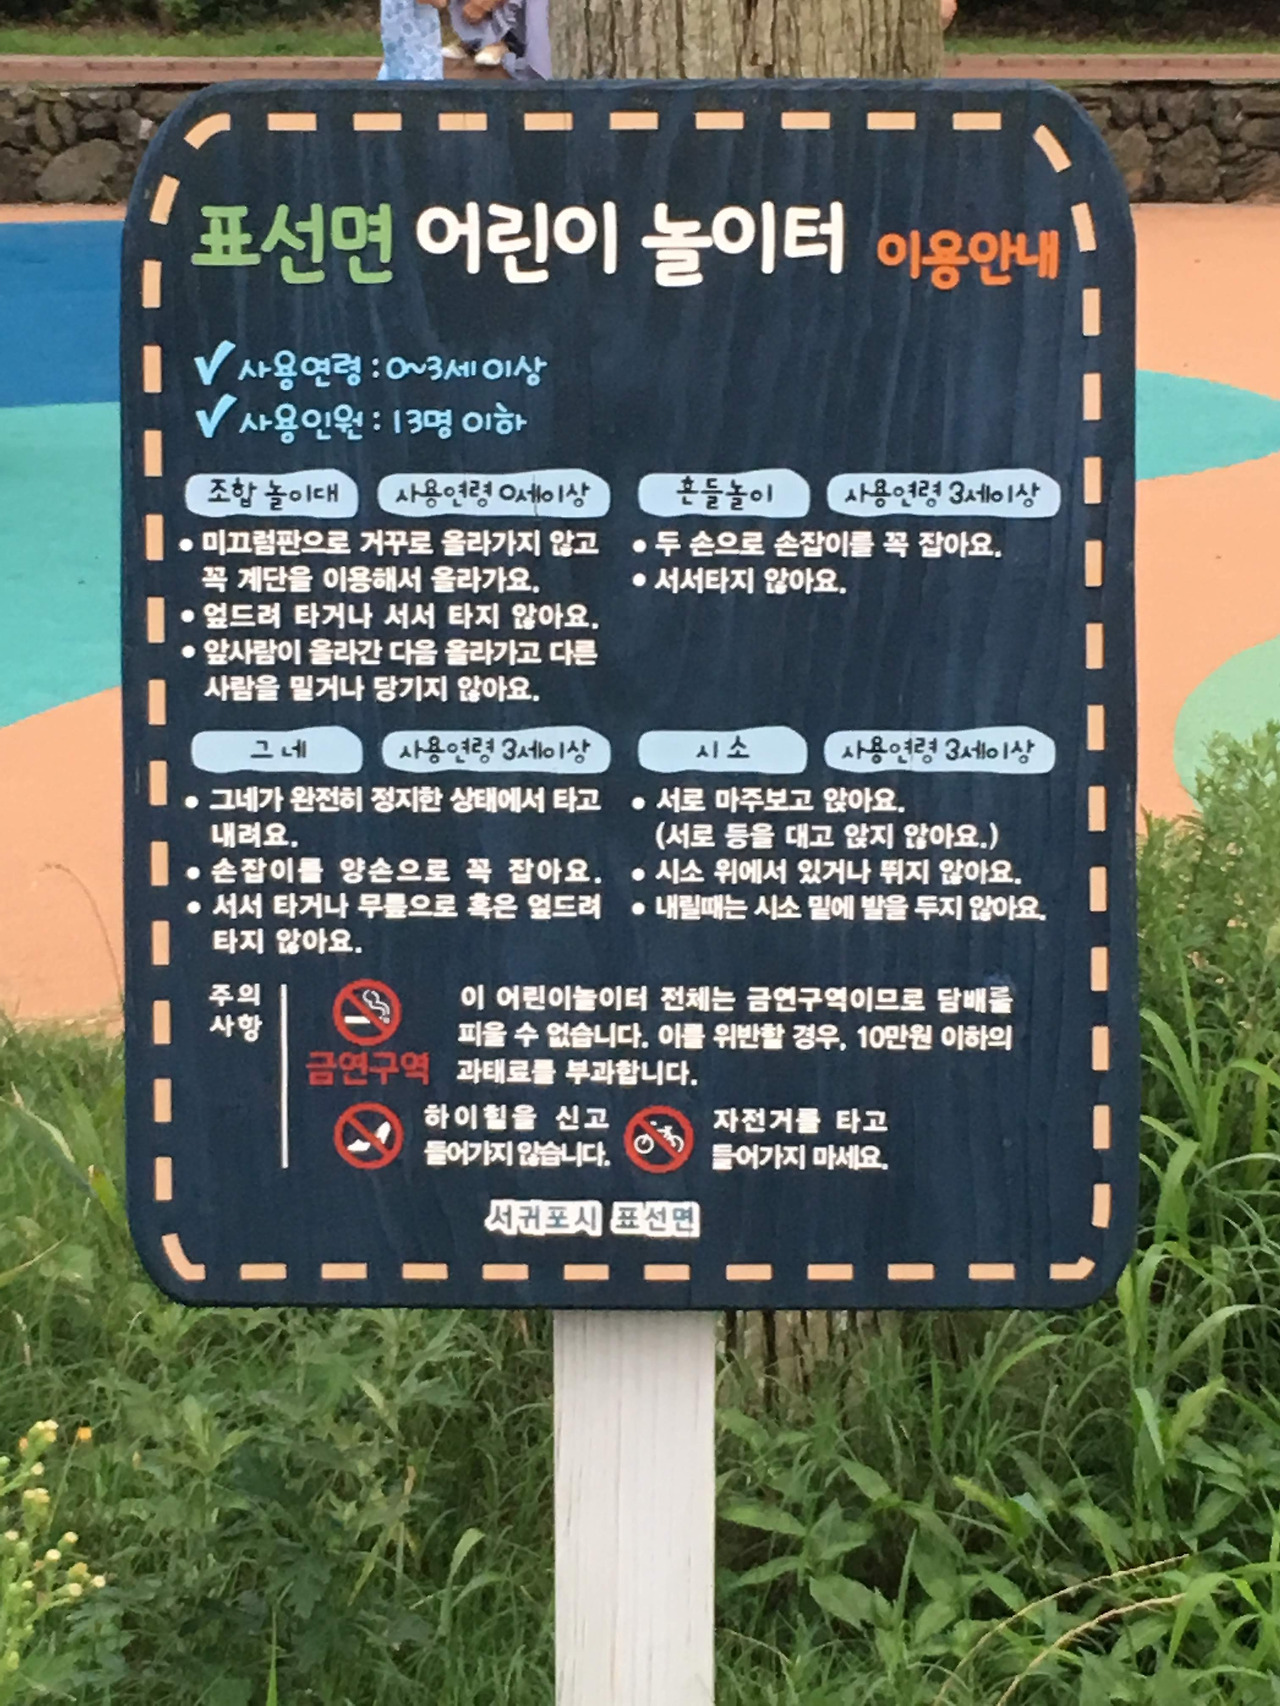 표선면 어린이 놀이터 이용안내
✓ 사용연령 : 0~3세 이상
✓ 사용인원 : 13명 이하
조합 놀이대 사용연령 0세이상
• 미끄럼판으로 거꾸로 올라가지 않고
꼭 계단을 이용해서 올라가요.
• 엎드려 타거나 서서 타지 않아요.
• 앞사람이 올라간 다음 올라가고 다른
사람을 밀거나 당기지 않아요.
흔들놀이 사용연령 3세이상
• 두 손으로 손잡이를 꼭 잡아요.
• 서서타지 않아요.
그네 사용연령 3세이상
• 그네가 완전히 정지한 상태에서 타고
내려요.
• 손잡이를 양손으로 꼭 잡아요.
• 서서 타거나 무릎으로 혹은 엎드려
타지 않아요.
시소 사용연령 3세이상
• 서로 마주보고 앉아요.
(서로 등을 대고 앉지 않아요.)
• 시소 위에서 있거나 뛰지 않아요.
• 내릴때는 시소 밑에 발을 두지 않아요.
주의
사항
금연구역
이 어린이놀이터 전체는 금연구역이므로 담배를
피울 수 없습니다. 이를 위반할 경우, 10만원 이하의
과태료를 부과합니다.
하이힐을 신고
들어가지 않습니다.
자전거를 타고
들어가지 마세요.
서귀포시 표선면